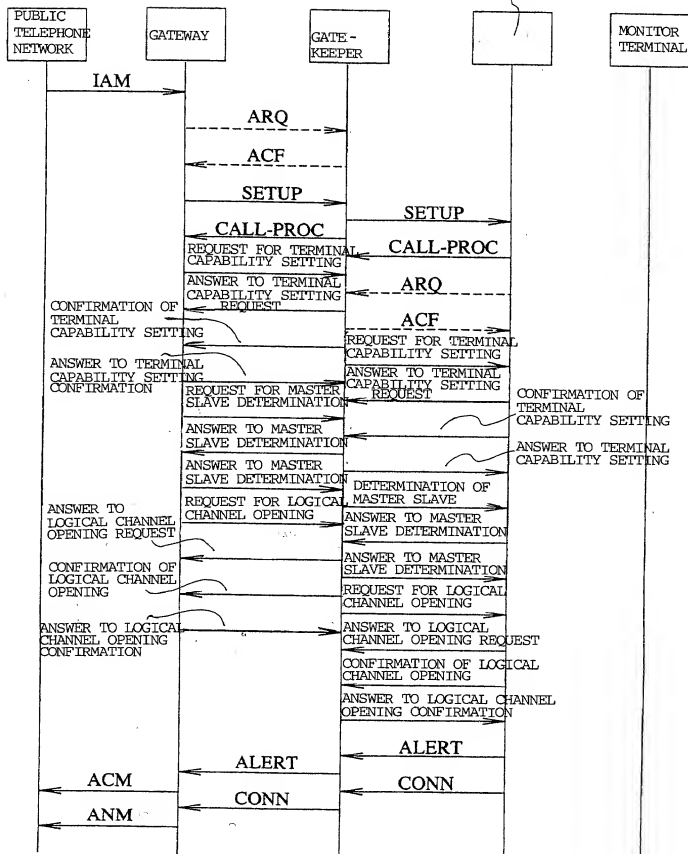 PUBLIC
TELEPHONE
NETWORK
GATEWAY
GATE -
KEEPER
MONITOR
TERMINAL
IAM
ARQ
ACF
SETUP
SETUP
CALL-PROC
CALL-PROC
REQUEST FOR TERMINAL
CAPABILITY SETTING
ANSWER TO TERMINAL
CAPABILITY SETTING
REQUEST
ARQ
ACF
CONFIRMATION OF
TERMINAL
CAPABILITY SETTING
REQUEST FOR TERMINAL
CAPABILITY SETTING
ANSWER TO TERMINAL
CAPABILITY SETTING
CONFIRMATION
ANSWER TO TERMINAL
CAPABILITY SETTING
REQUEST
REQUEST FOR MASTER
SLAVE DETERMINATION
CONFIRMATION OF
TERMINAL
CAPABILITY SETTING
ANSWER TO MASTER
SLAVE DETERMINATION
ANSWER TO TERMINAL
CAPABILITY SETTING
ANSWER TO MASTER
SLAVE DETERMINATION
DETERMINATION OF
MASTER SLAVE
REQUEST FOR LOGICAL
CHANNEL OPENING
ANSWER TO
LOGICAL CHANNEL
OPENING REQUEST
ANSWER TO MASTER
SLAVE DETERMINATION
ANSWER TO MASTER
SLAVE DETERMINATION
CONFIRMATION OF
LOGICAL CHANNEL
OPENING
REQUEST FOR LOGICAL
CHANNEL OPENING
ANSWER TO LOGICAL
CHANNEL OPENING
CONFIRMATION
ANSWER TO LOGICAL
CHANNEL OPENING REQUEST
CONFIRMATION OF LOGICAL
CHANNEL OPENING
ANSWER TO LOGICAL CHANNEL
OPENING CONFIRMATION
ALERT
ALERT
ACM
CONN
CONN
ANM